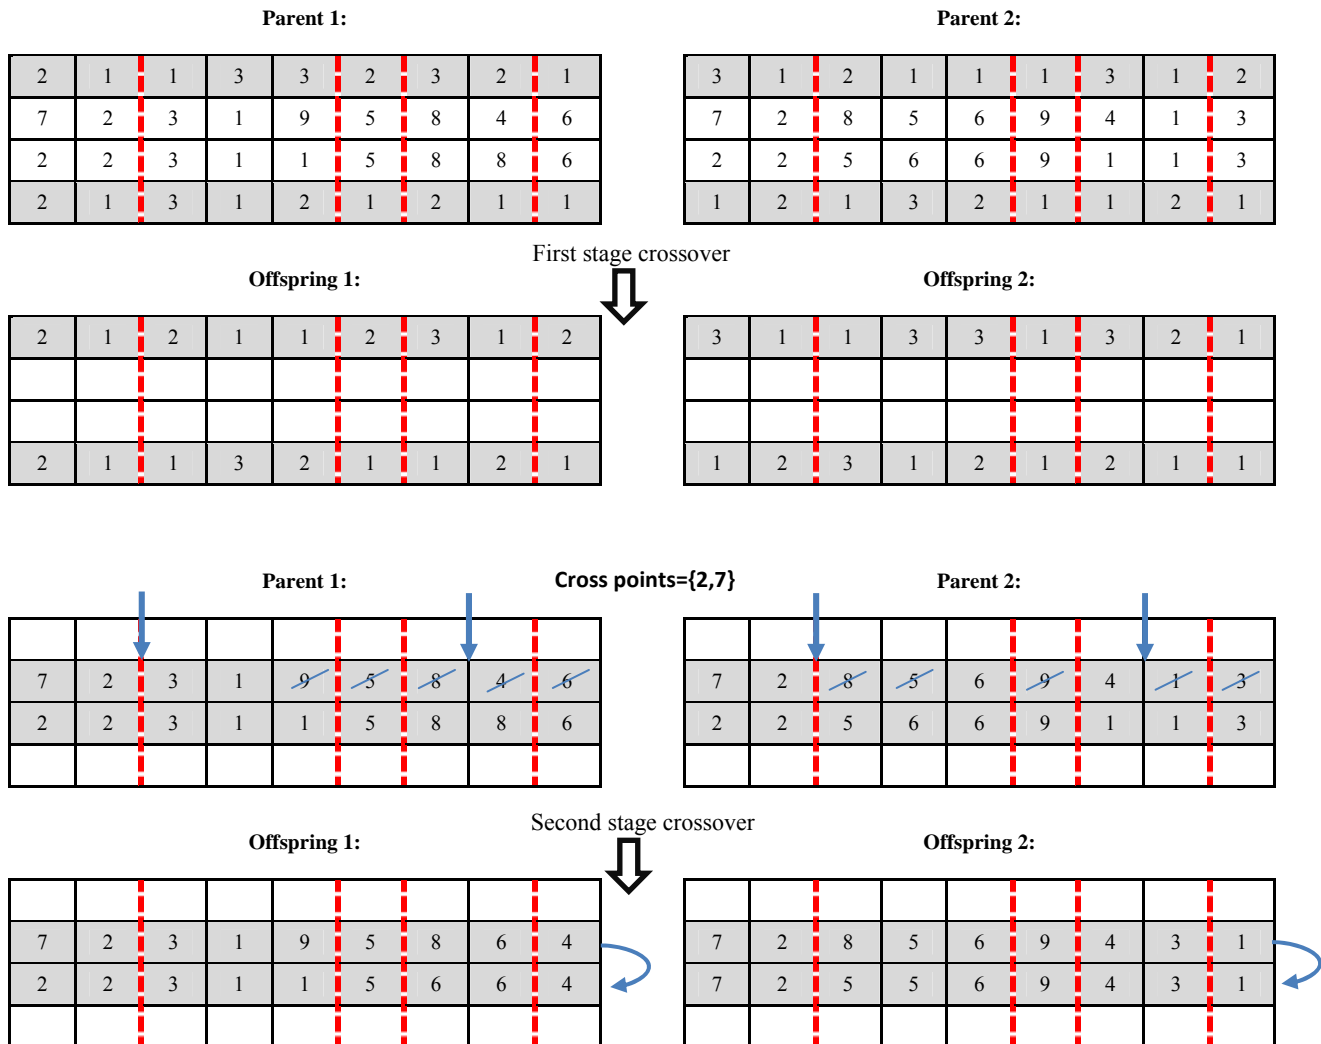 Parent 1: Parent 2:
2 1 1 3 3 2 3 2 1 3 1 2 1 1 1 3 1 2
7 2 3 1 9 5 8 4 6 7 2 8 5 6 9 4 1 3
2 2 3 1 1 5 8 8 6 2 2 5 6 6 9 1 1 3
2 1 3 1 2 1 2 1 1 1 2 1 3 2 1 1 2 1
First stage crossover
Offspring 1: Offspring 2:
2 1 2 1 1 2 3 1 2 3 1 1 3 3 1 3 2 1
2 1 1 3 2 1 1 2 1 1 2 3 1 2 1 2 1 1
Parent 1: Cross points={2,7} Parent 2:
7 2 3 1 9 5 8 4 6 7 2 8 5 6 9 4 1 3
2 2 3 1 1 5 8 8 6 2 2 5 6 6 9 1 1 3
Second stage crossover
Offspring 1: Offspring 2:
7 2 3 1 9 5 8 6 4 7 2 8 5 6 9 4 3 1
2 2 3 1 1 5 6 6 4 7 2 5 5 6 9 4 3 1